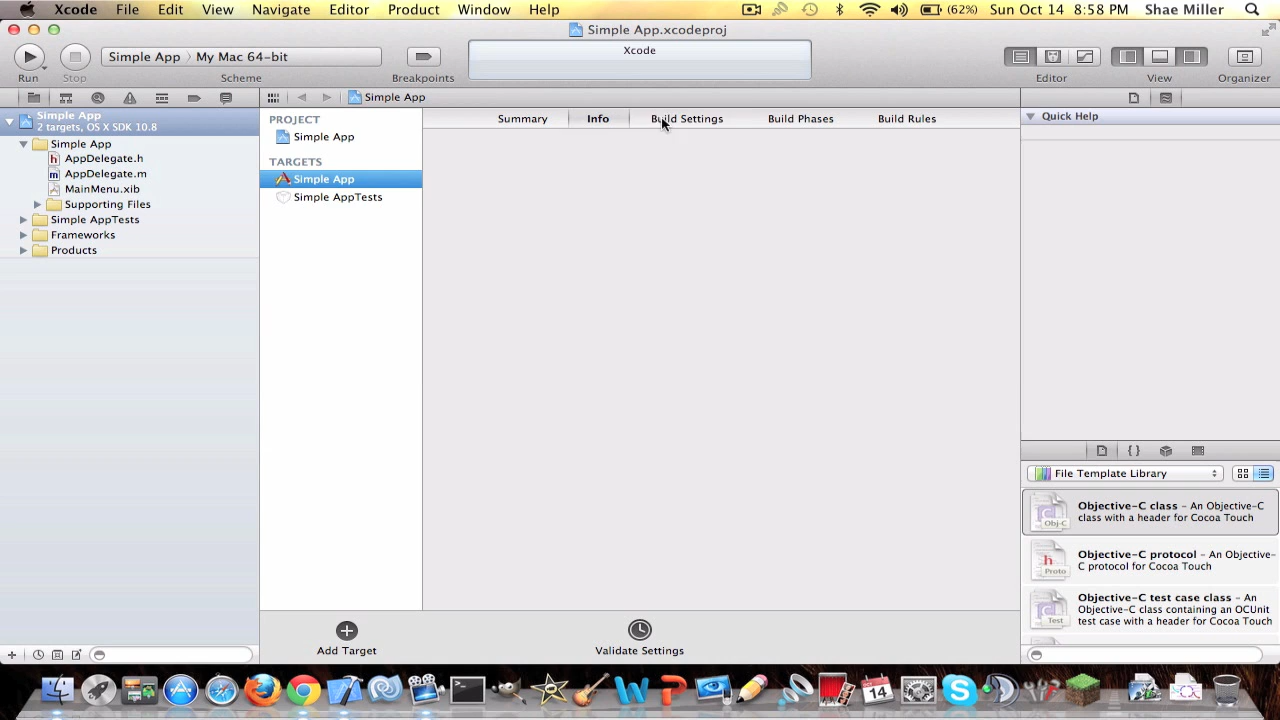 Xcode File Edit View Navigate Editor Product Window Help (62%) Sun Oct 14 8:58 PM Shae Miller
Simple App.xcodeproj
Simple App 〉 My Mac 64-bit
Xcode
Run Stop Scheme Breakpoints Editor View Organizer
Simple App
Simple App
2 targets, OS X SDK 10.8
Simple App
h AppDelegate.h
m AppDelegate.m
MainMenu.xib
Supporting Files
Simple AppTests
Frameworks
Products
PROJECT
Simple App
TARGETS
Simple App
Simple AppTests
Summary Info Build Settings Build Phases Build Rules
Add Target Validate Settings
Quick Help
{ }
File Template Library
Objective-C class – An Objective-C
class with a header for Cocoa Touch
Obj-C
Objective-C protocol – An Objective-
C protocol for Cocoa Touch
h
Proto
Objective-C test case class – An
Objective-C class containing an OCUnit
test case with a header for Cocoa Touch
Test
14